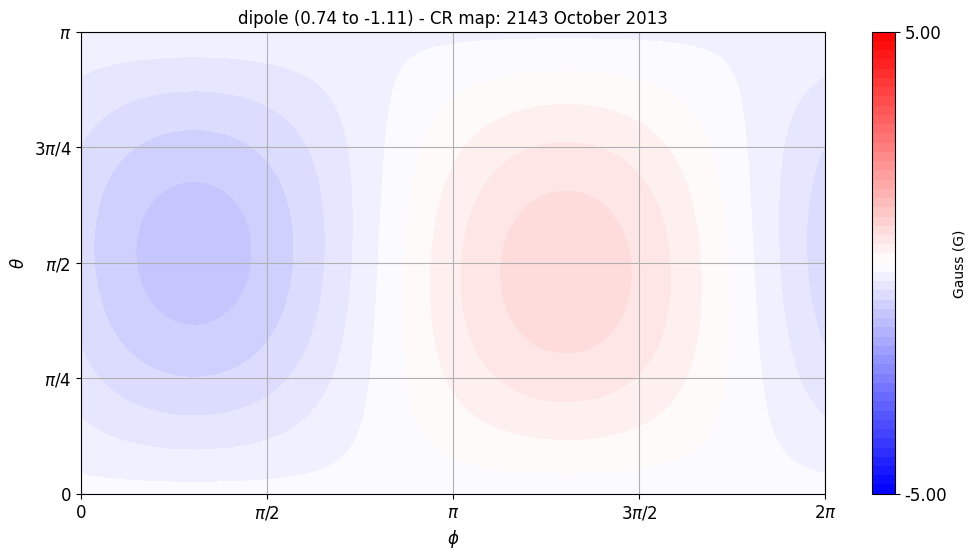 dipole (0.74 to -1.11) - CR map: 2143 October 2013
π
3π/4
π/2
π/4
0
θ
0
π/2
π
3π/2
2π
ϕ
5.00
-5.00
Gauss (G)